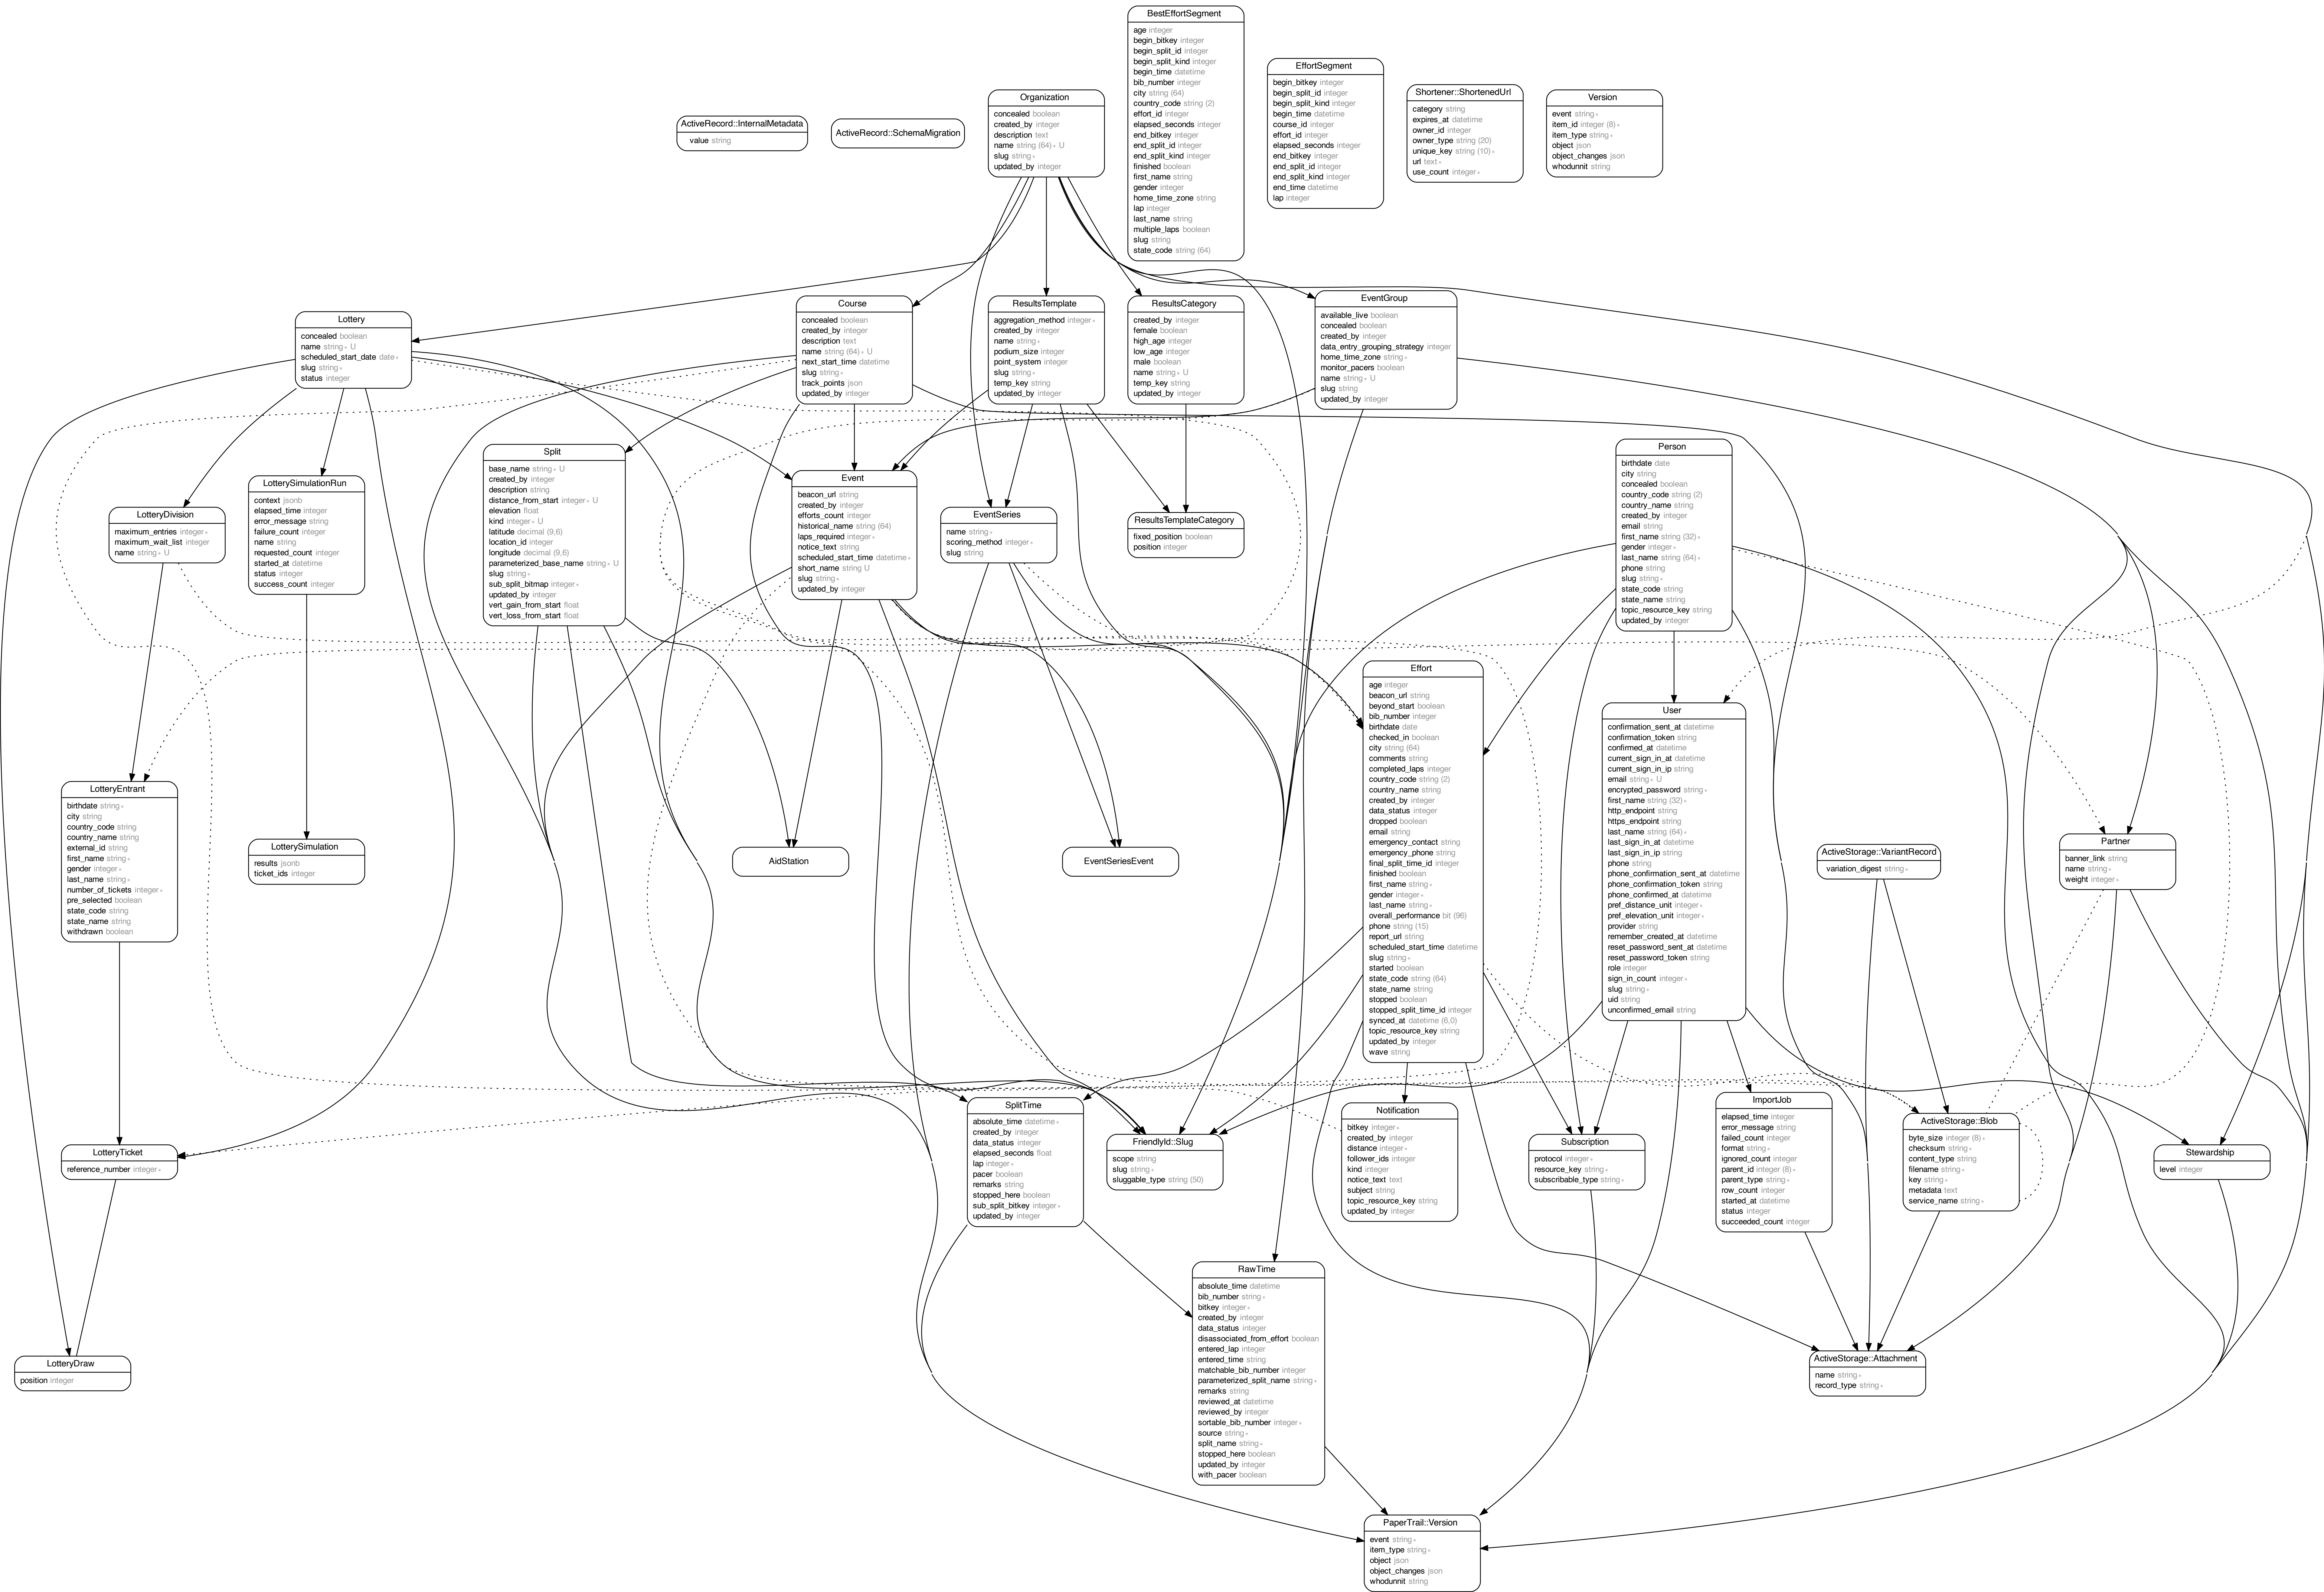 BestEffortSegment
age integer
begin_bitkey integer
begin_split_id integer
begin_split_kind integer
begin_time datetime
bib_number integer
city string (64)
country_code string (2)
effort_id integer
elapsed_seconds integer
end_bitkey integer
end_split_id integer
end_split_kind integer
finished boolean
first_name string
gender integer
home_time_zone string
lap integer
last_name string
multiple_laps boolean
slug string
state_code string (64)
EffortSegment
begin_bitkey integer
begin_split_id integer
begin_split_kind integer
begin_time datetime
course_id integer
effort_id integer
elapsed_seconds integer
end_bitkey integer
end_split_id integer
end_split_kind integer
end_time datetime
lap integer
Shortener::ShortenedUrl
category string
expires_at datetime
owner_id integer
owner_type string (20)
unique_key string (10) ∗
url text ∗
use_count integer ∗
Version
event string ∗
item_id integer (8) ∗
item_type string ∗
object json
object_changes json
whodunnit string
Organization
concealed boolean
created_by integer
description text
name string (64) ∗ U
slug string ∗
updated_by integer
ActiveRecord::InternalMetadata
value string
ActiveRecord::SchemaMigration
Lottery
concealed boolean
name string ∗ U
scheduled_start_date date ∗
slug string ∗
status integer
Course
concealed boolean
created_by integer
description text
name string (64) ∗ U
next_start_time datetime
slug string ∗
track_points json
updated_by integer
ResultsTemplate
aggregation_method integer ∗
created_by integer
name string ∗
podium_size integer
point_system integer
slug string ∗
temp_key string
updated_by integer
ResultsCategory
created_by integer
female boolean
high_age integer
low_age integer
male boolean
name string ∗ U
temp_key string
updated_by integer
EventGroup
available_live boolean
concealed boolean
created_by integer
data_entry_grouping_strategy integer
home_time_zone string ∗
monitor_pacers boolean
name string ∗ U
slug string
updated_by integer
Split
base_name string ∗ U
created_by integer
description string
distance_from_start integer ∗ U
elevation float
kind integer ∗ U
latitude decimal (9,6)
location_id integer
longitude decimal (9,6)
parameterized_base_name string ∗ U
slug string ∗
sub_split_bitmap integer ∗
updated_by integer
vert_gain_from_start float
vert_loss_from_start float
Person
birthdate date
city string
concealed boolean
country_code string (2)
country_name string
created_by integer
email string
first_name string (32) ∗
gender integer ∗
last_name string (64) ∗
phone string
slug string ∗
state_code string
state_name string
topic_resource_key string
updated_by integer
LotterySimulationRun
context jsonb
elapsed_time integer
error_message string
failure_count integer
name string
requested_count integer
started_at datetime
status integer
success_count integer
Event
beacon_url string
created_by integer
efforts_count integer
historical_name string (64)
laps_required integer ∗
notice_text string
scheduled_start_time datetime ∗
short_name string U
slug string ∗
updated_by integer
LotteryDivision
maximum_entries integer ∗
maximum_wait_list integer
name string ∗ U
EventSeries
name string ∗
scoring_method integer ∗
slug string
ResultsTemplateCategory
fixed_position boolean
position integer
Effort
age integer
beacon_url string
beyond_start boolean
bib_number integer
birthdate date
checked_in boolean
city string (64)
comments string
completed_laps integer
country_code string (2)
country_name string
created_by integer
data_status integer
dropped boolean
email string
emergency_contact string
emergency_phone string
final_split_time_id integer
finished boolean
first_name string ∗
gender integer ∗
last_name string ∗
overall_performance bit (96)
phone string (15)
report_url string
scheduled_start_time datetime
slug string ∗
started boolean
state_code string (64)
state_name string
stopped boolean
stopped_split_time_id integer
synced_at datetime (6,0)
topic_resource_key string
updated_by integer
wave string
User
confirmation_sent_at datetime
confirmation_token string
confirmed_at datetime
current_sign_in_at datetime
current_sign_in_ip string
email string ∗ U
encrypted_password string ∗
first_name string (32) ∗
http_endpoint string
https_endpoint string
last_name string (64) ∗
last_sign_in_at datetime
last_sign_in_ip string
phone string
phone_confirmation_sent_at datetime
phone_confirmation_token string
phone_confirmed_at datetime
pref_distance_unit integer ∗
pref_elevation_unit integer ∗
provider string
remember_created_at datetime
reset_password_sent_at datetime
reset_password_token string
role integer
sign_in_count integer ∗
slug string ∗
uid string
unconfirmed_email string
LotteryEntrant
birthdate string ∗
city string
country_code string
country_name string
external_id string
first_name string ∗
gender integer ∗
last_name string ∗
number_of_tickets integer ∗
pre_selected boolean
state_code string
state_name string
withdrawn boolean
LotterySimulation
results jsonb
ticket_ids integer
AidStation
EventSeriesEvent
ActiveStorage::VariantRecord
variation_digest string ∗
Partner
banner_link string
name string ∗
weight integer ∗
SplitTime
absolute_time datetime ∗
created_by integer
data_status integer
elapsed_seconds float
lap integer ∗
pacer boolean
remarks string
stopped_here boolean
sub_split_bitkey integer ∗
updated_by integer
Notification
bitkey integer ∗
created_by integer
distance integer ∗
follower_ids integer
kind integer
notice_text text
subject string
topic_resource_key string
updated_by integer
ImportJob
elapsed_time integer
error_message string
failed_count integer
format string ∗
ignored_count integer
parent_id integer (8) ∗
parent_type string ∗
row_count integer
started_at datetime
status integer
succeeded_count integer
ActiveStorage::Blob
byte_size integer (8) ∗
checksum string ∗
content_type string
filename string ∗
key string ∗
metadata text
service_name string ∗
FriendlyId::Slug
scope string
slug string ∗
sluggable_type string (50)
Subscription
protocol integer ∗
resource_key string ∗
subscribable_type string ∗
LotteryTicket
reference_number integer ∗
Stewardship
level integer
RawTime
absolute_time datetime
bib_number string ∗
bitkey integer ∗
created_by integer
data_status integer
disassociated_from_effort boolean
entered_lap integer
entered_time string
matchable_bib_number integer
parameterized_split_name string ∗
remarks string
reviewed_at datetime
reviewed_by integer
sortable_bib_number integer ∗
source string ∗
split_name string ∗
stopped_here boolean
updated_by integer
with_pacer boolean
LotteryDraw
position integer
ActiveStorage::Attachment
name string ∗
record_type string ∗
PaperTrail::Version
event string ∗
item_type string ∗
object json
object_changes json
whodunnit string